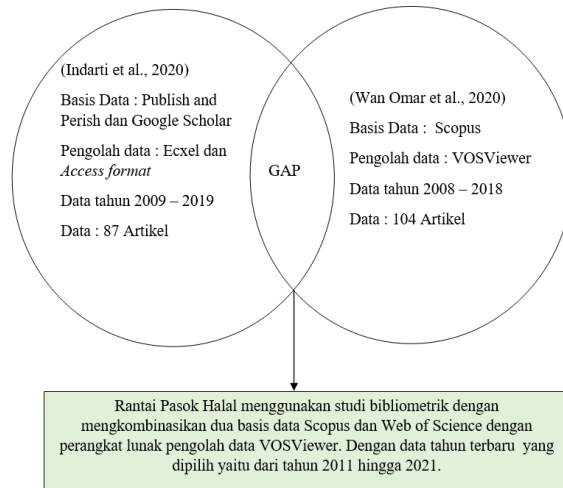 (Indarti et al., 2020)
Basis Data : Publish and
Perish dan Google Scholar
Pengolah data : Ecxel dan
Access format
Data tahun 2009 – 2019
Data : 87 Artikel
GAP
(Wan Omar et al., 2020)
Basis Data : Scopus
Pengolah data : VOSViewer
Data tahun 2008 – 2018
Data : 104 Artikel
Rantai Pasok Halal menggunakan studi bibliometrik dengan
mengkombinasikan dua basis data Scopus dan Web of Science dengan
perangkat lunak pengolah data VOSViewer. Dengan data tahun terbaru yang
dipilih yaitu dari tahun 2011 hingga 2021.